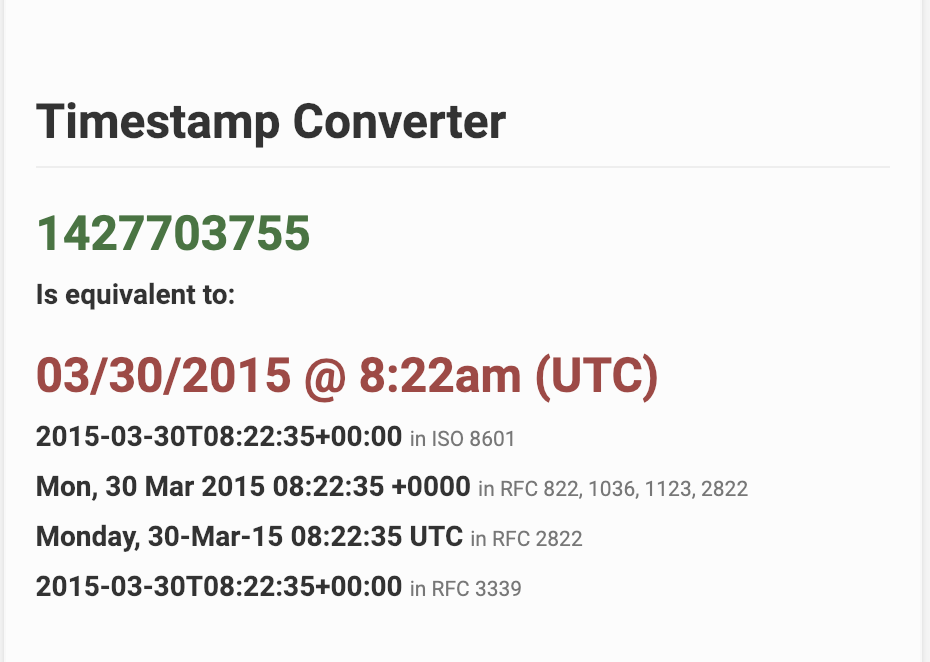 Timestamp Converter
1427703755
Is equivalent to:
03/30/2015 @ 8:22am (UTC)
2015-03-30T08:22:35+00:00 in ISO 8601
Mon, 30 Mar 2015 08:22:35 +0000 in RFC 822, 1036, 1123, 2822
Monday, 30-Mar-15 08:22:35 UTC in RFC 2822
2015-03-30T08:22:35+00:00 in RFC 3339